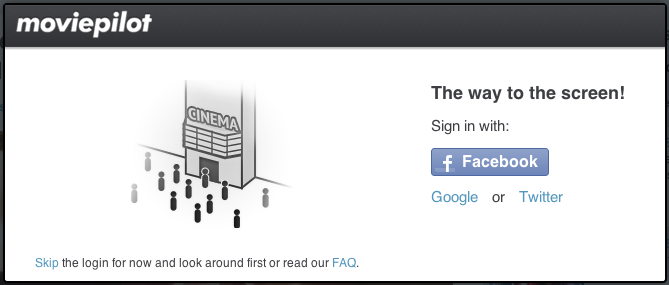 moviepilot
CINEMA
The way to the screen!
Sign in with:
f Facebook
Google or Twitter
Skip the login for now and look around first or read our FAQ.